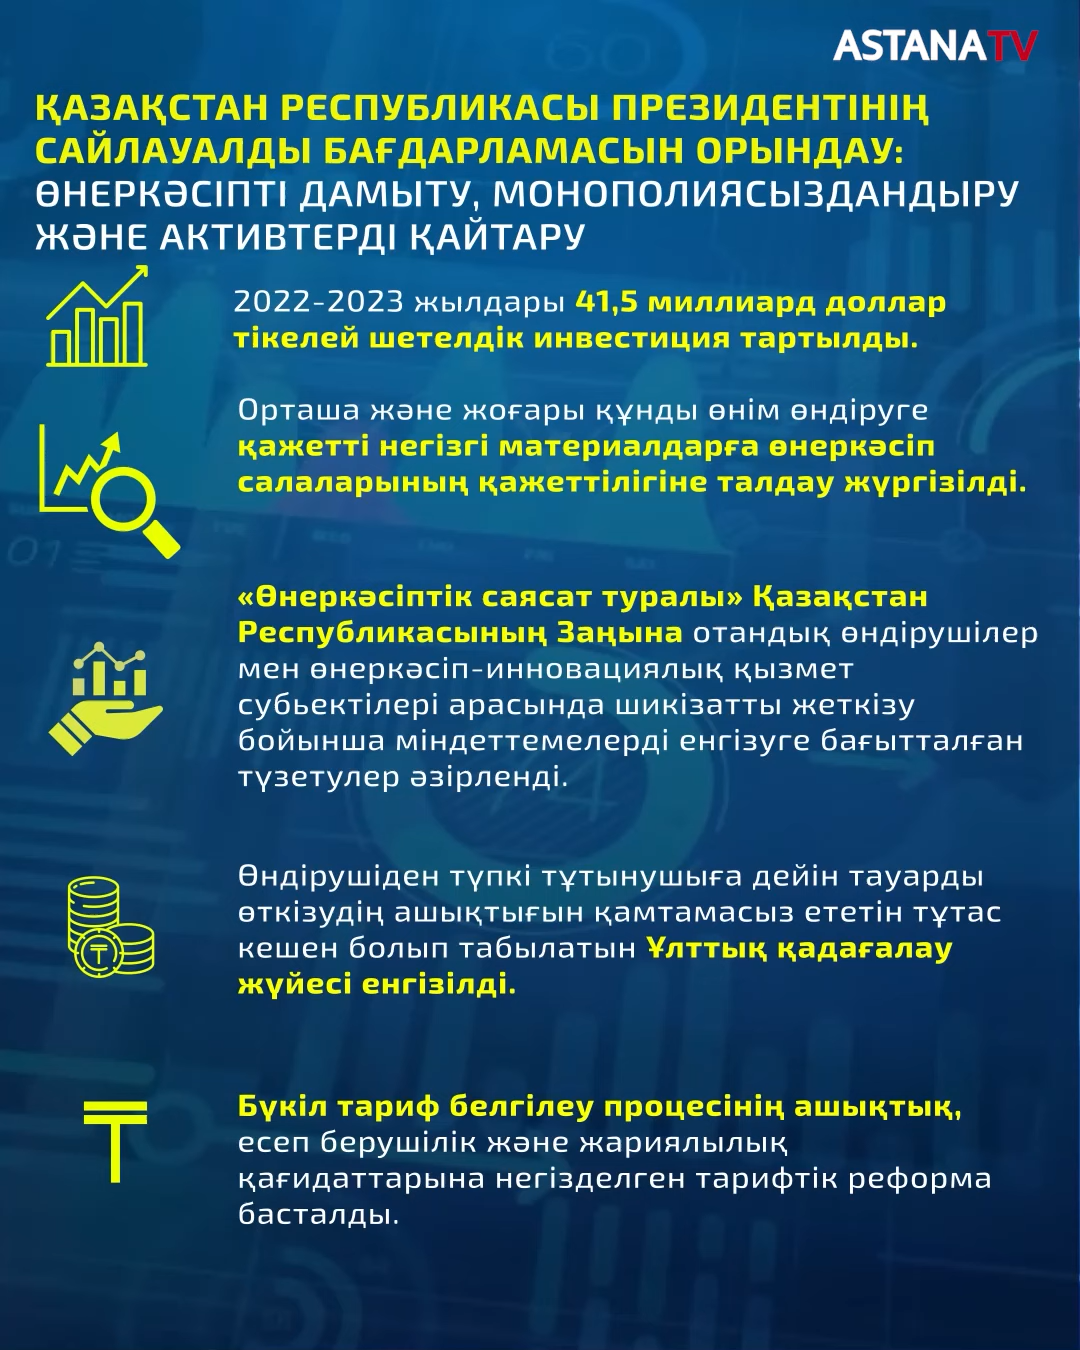 ASTANATV
ҚАЗАҚСТАН РЕСПУБЛИКАСЫ ПРЕЗИДЕНТІНІҢ
САЙЛАУАЛДЫ БАҒДАРЛАМАСЫН ОРЫНДАУ:
ӨНЕРКӘСІПТІ ДАМЫТУ, МОНОПОЛИЯСЫЗДАНДЫРУ
ЖӘНЕ АКТИВТЕРДІ ҚАЙТАРУ
2022-2023 жылдары 41,5 миллиард доллар
тікелей шетелдік инвестиция тартылды.
Орташа және жоғары құнды өнім өндіруге
қажетті негізгі материалдарға өнеркәсіп
салаларының қажеттілігіне талдау жүргізілді.
«Өнеркәсіптік саясат туралы» Қазақстан
Республикасының Заңына отандық өндірушілер
мен өнеркәсіп-инновациялық қызмет
субьектілері арасында шикізатты жеткізу
бойынша міндеттемелерді енгізуге бағытталған
түзетулер әзірленді.
Өндірушіден түпкі тұтынушыға дейін тауарды
өткізудің ашықтығын қамтамасыз ететін тұтас
кешен болып табылатын Ұлттық қадағалау
жүйесі енгізілді.
Бүкіл тариф белгілеу процесінің ашықтық,
есеп берушілік және жариялылық
қағидаттарына негізделген тарифтік реформа
басталды.